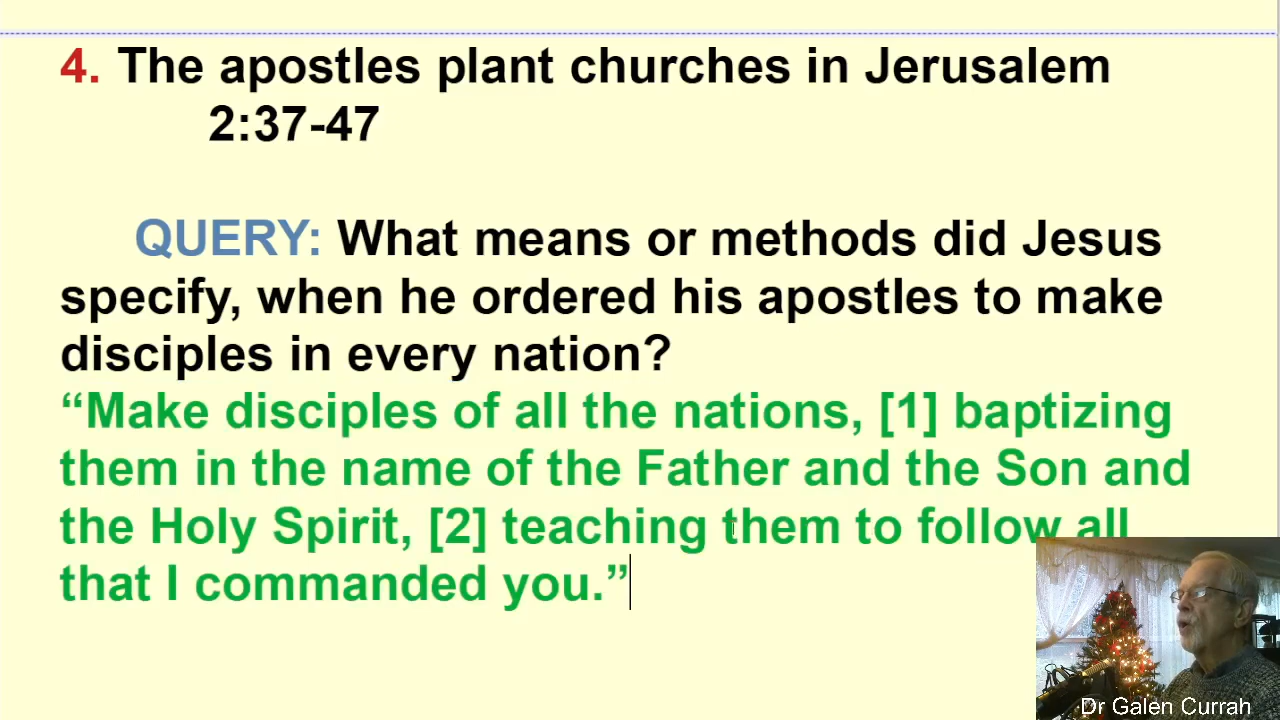 4. The apostles plant churches in Jerusalem
2:37-47
QUERY: What means or methods did Jesus
specify, when he ordered his apostles to make
disciples in every nation?
“Make disciples of all the nations, [1] baptizing
them in the name of the Father and the Son and
the Holy Spirit, [2] teaching them to follow all
that I commanded you.”
Dr Galen Currah